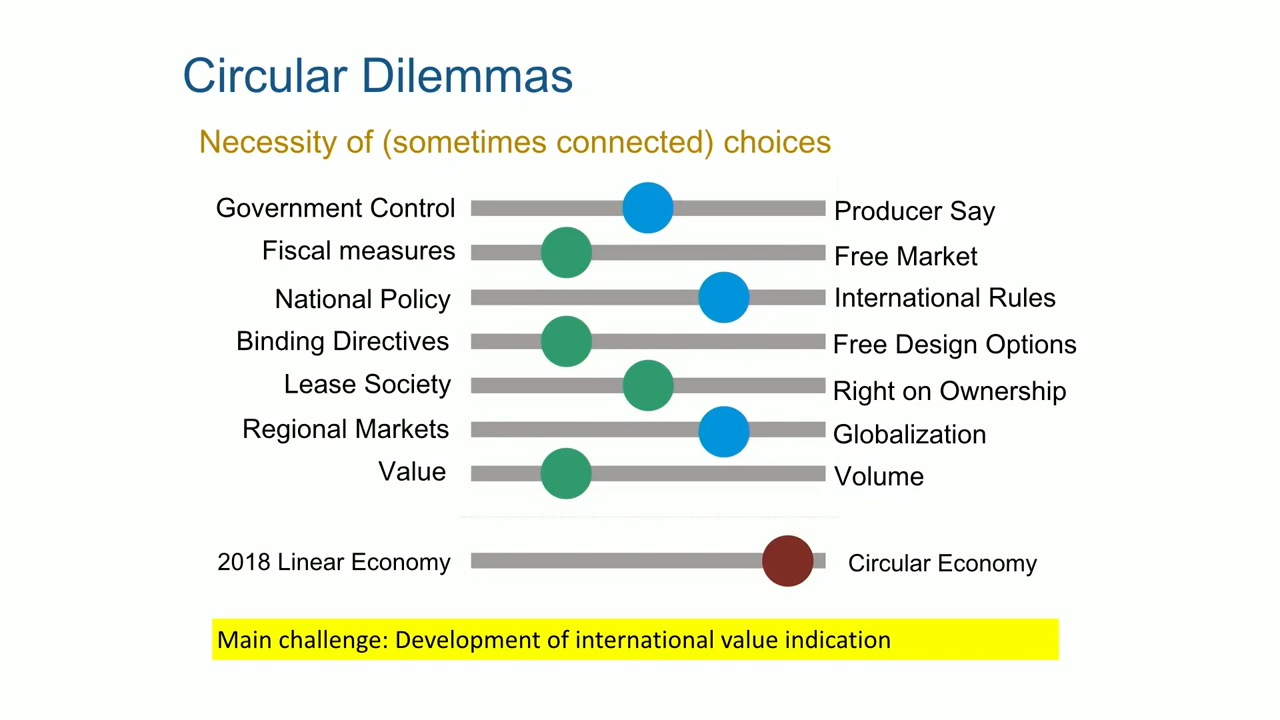 Circular Dilemmas
Necessity of (sometimes connected) choices
Government Control
Producer Say
Fiscal measures
Free Market
National Policy
International Rules
Binding Directives
Free Design Options
Lease Society
Right on Ownership
Regional Markets
Globalization
Value
Volume
2018 Linear Economy
Circular Economy
Main challenge: Development of international value indication